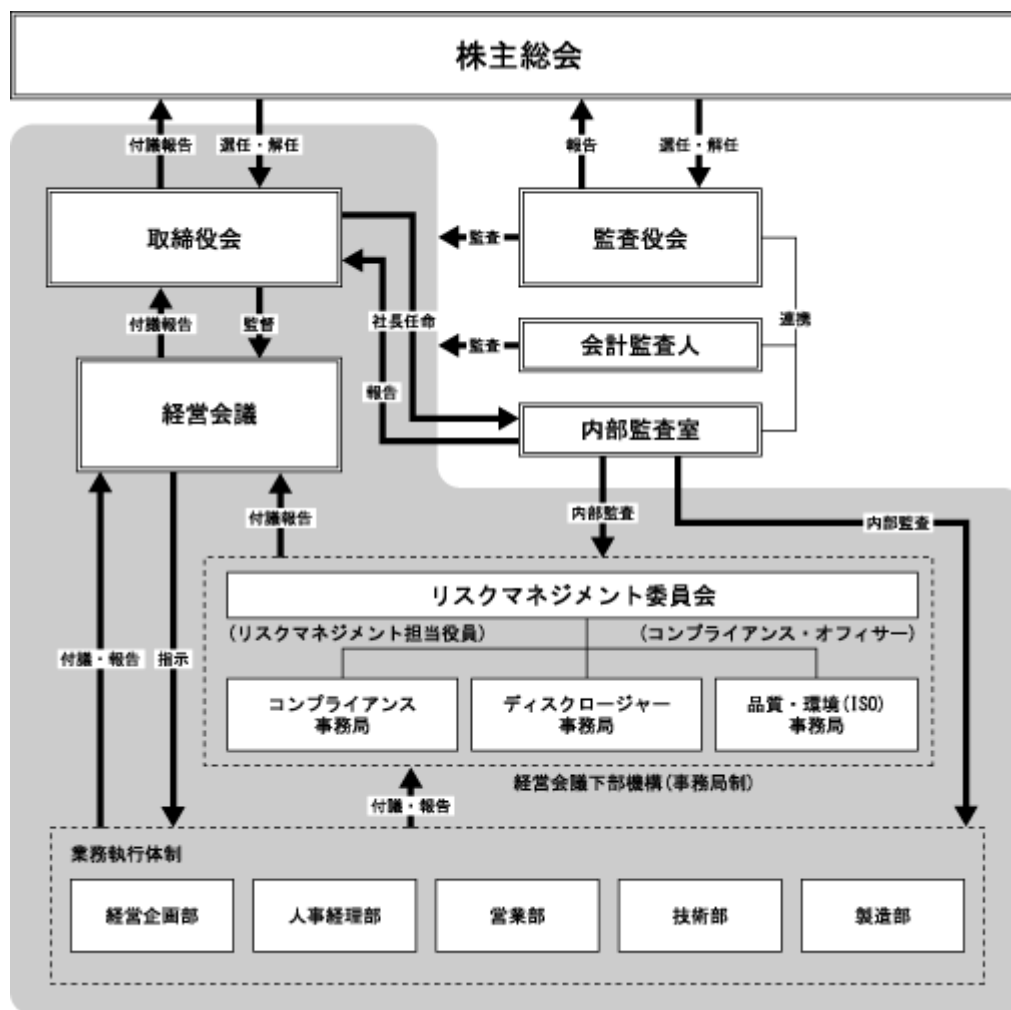 株主総会
付議報告
選任・解任
報告
選任・解任
取締役会
監査
監査役会
付議報告
監督
社長任命
連携
監査
会計監査人
報告
経営会議
内部監査室
付議報告
内部監査
内部監査
リスクマネジメント委員会
(リスクマネジメント担当役員)
(コンプライアンス・オフィサー)
付議・報告
指示
コンプライアンス
事務局
ディスクロージャー
事務局
品質・環境(ISO)
事務局
経営会議下部機構(事務局制)
付議・報告
業務執行体制
経営企画部
人事経理部
営業部
技術部
製造部